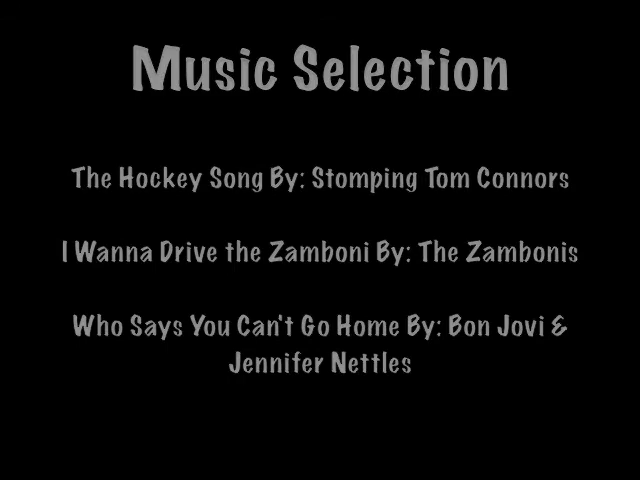 Music Selection
The Hockey Song By: Stomping Tom Connors
I Wanna Drive the Zamboni By: The Zambonis
Who Says You Can't Go Home By: Bon Jovi &
Jennifer Nettles